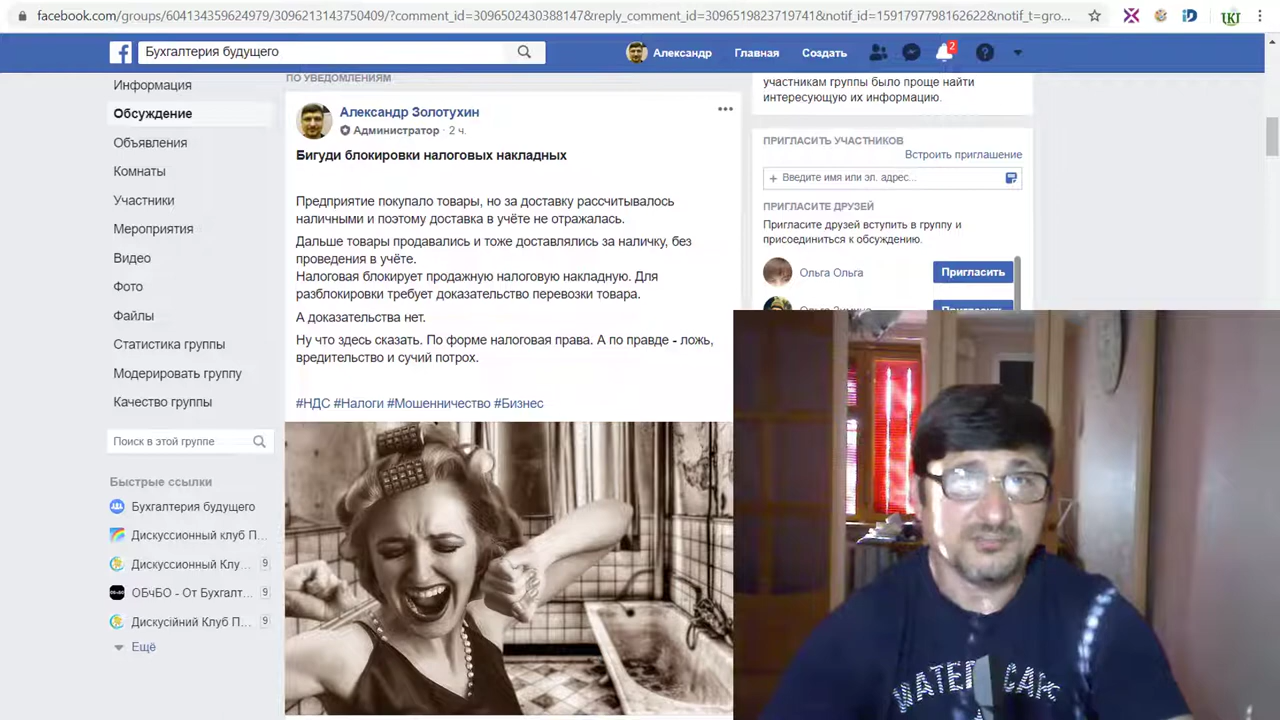 facebook.com/groups/604134359624979/3096213143750409/?comment_id=3096502430388147&reply_comment_id=3096519823719741&notif_id=1591797798162622&notif_t=gro...
Бухгалтерия будущего
Александр
Главная
Создать
2
Информация
Обсуждение
Объявления
Комнаты
Участники
Мероприятия
Видео
Фото
Файлы
Статистика группы
Модерировать группу
Качество группы
Поиск в этой группе
Быстрые ссылки
Бухгалтерия будущего
Дискуссионный клуб П...
Дискуссионный Клу... 9
ОБчБО - От Бухгалт... 9
Дискусійний Клуб П... 9
Ещё
ПО УВЕДОМЛЕНИЯМ
Александр Золотухин
Администратор · 2 ч.
Бигуди блокировки налоговых накладных
Предприятие покупало товары, но за доставку рассчитывалось
наличными и поэтому доставка в учёте не отражалась.
Дальше товары продавались и тоже доставлялись за наличку, без
проведения в учёте.
Налоговая блокирует продажную налоговую накладную. Для
разблокировки требует доказательство перевозки товара.
А доказательства нет.
Ну что здесь сказать. По форме налоговая права. А по правде - ложь,
вредительство и сучий потрох.
#НДС #Налоги #Мошенничество #Бизнес
участникам группы было проще найти
интересующую их информацию.
ПРИГЛАСИТЬ УЧАСТНИКОВ
Встроить приглашение
+ Введите имя или эл. адрес...
ПРИГЛАСИТЕ ДРУЗЕЙ
Пригласите друзей вступить в группу и
присоединиться к обсуждению.
Ольга Ольга
Пригласить
WATER CAPE